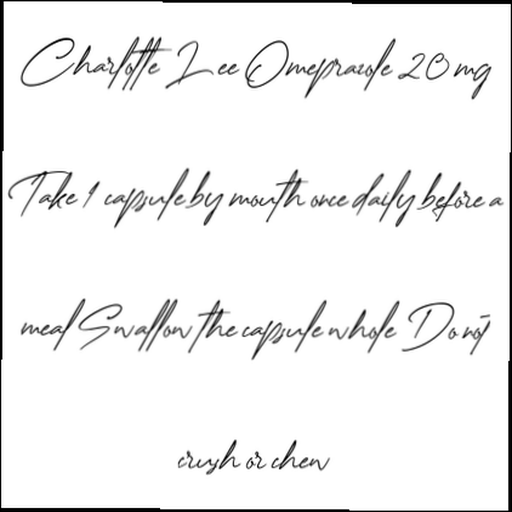 Charlotte Lee Omeprazole 20 mg
Take 1 capsule by mouth once daily before a
meal Swallow the capsule whole Do not
crush or chew